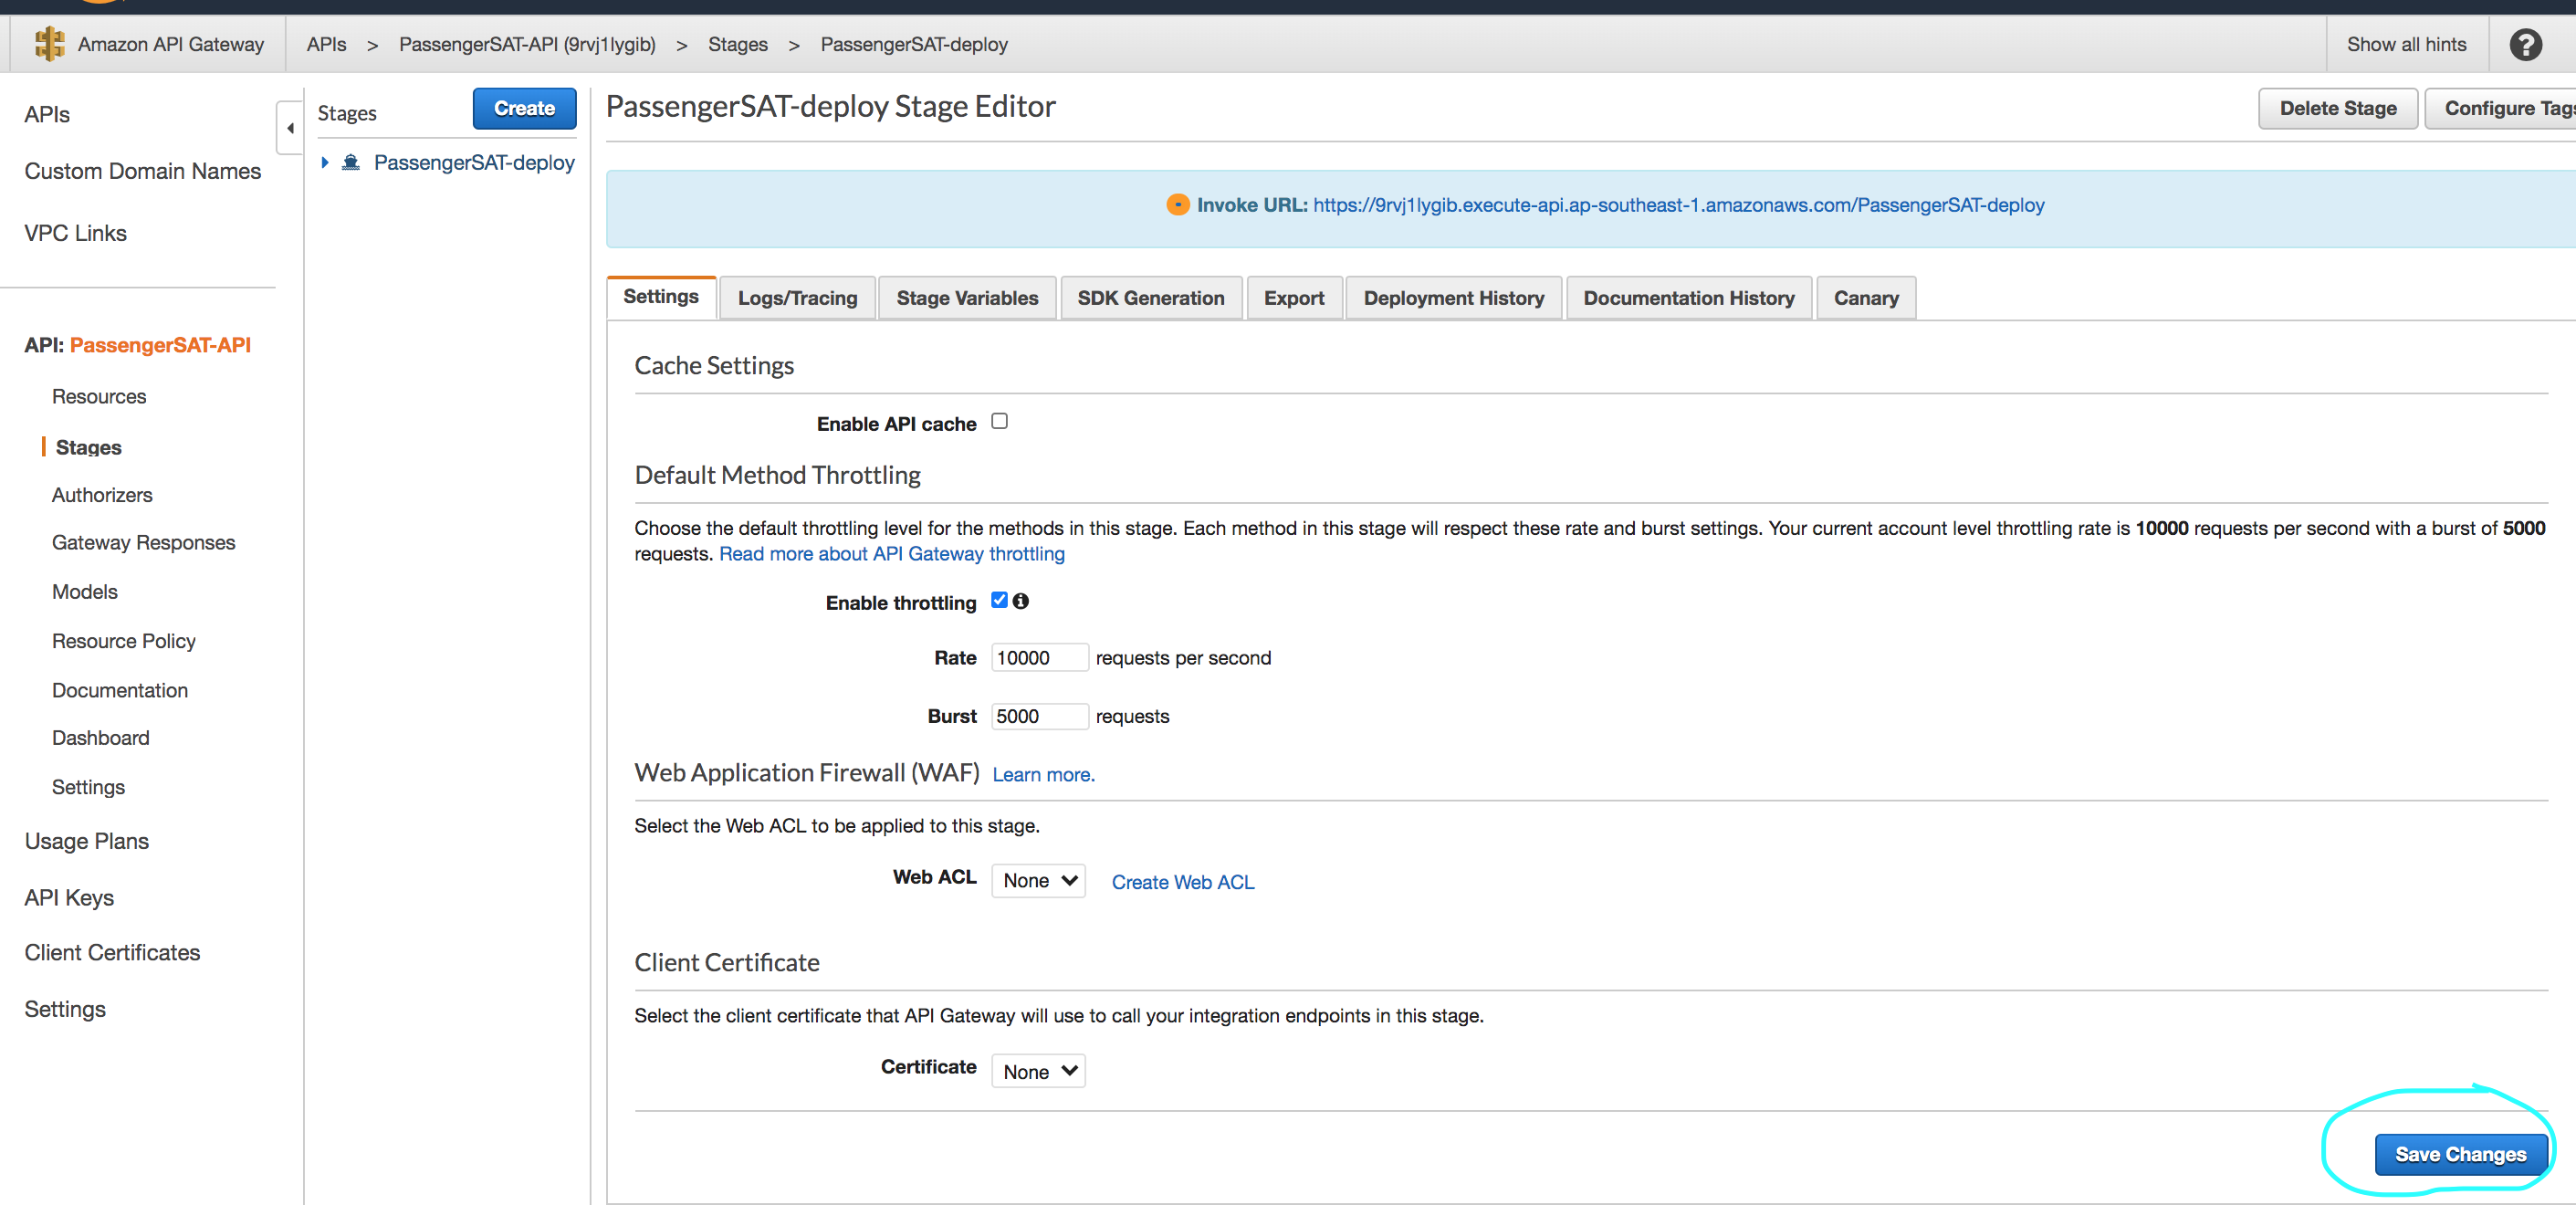 Amazon API Gateway
APIs > PassengerSAT-API (9rvj1lygib) > Stages > PassengerSAT-deploy
Show all hints
?
APIs
Custom Domain Names
VPC Links
API: PassengerSAT-API
Resources
Stages
Authorizers
Gateway Responses
Models
Resource Policy
Documentation
Dashboard
Settings
Usage Plans
API Keys
Client Certificates
Settings
Stages
Create
PassengerSAT-deploy
PassengerSAT-deploy Stage Editor
Delete Stage
Configure Tags
Invoke URL: https://9rvj1lygib.execute-api.ap-southeast-1.amazonaws.com/PassengerSAT-deploy
Settings
Logs/Tracing
Stage Variables
SDK Generation
Export
Deployment History
Documentation History
Canary
Cache Settings
Enable API cache
Default Method Throttling
Choose the default throttling level for the methods in this stage. Each method in this stage will respect these rate and burst settings. Your current account level throttling rate is 10000 requests per second with a burst of 5000
requests. Read more about API Gateway throttling
Enable throttling
Rate 10000 requests per second
Burst 5000 requests
Web Application Firewall (WAF) Learn more.
Select the Web ACL to be applied to this stage.
Web ACL None Create Web ACL
Client Certificate
Select the client certificate that API Gateway will use to call your integration endpoints in this stage.
Certificate None
Save Changes